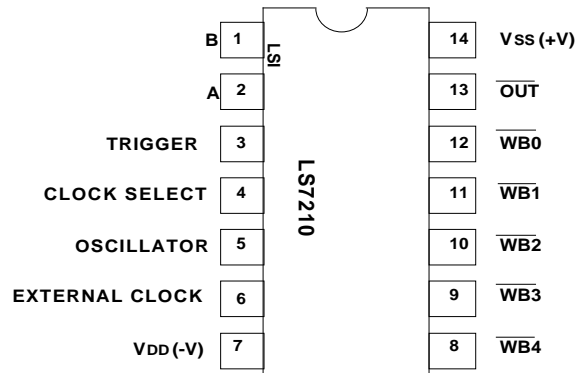 B 1 14 VSS (+V)
LSI
A 2 13 OUT
TRIGGER 3 12 WB0
CLOCK SELECT 4 11 WB1
LS7210
OSCILLATOR 5 10 WB2
EXTERNAL CLOCK 6 9 WB3
VDD (-V) 7 8 WB4